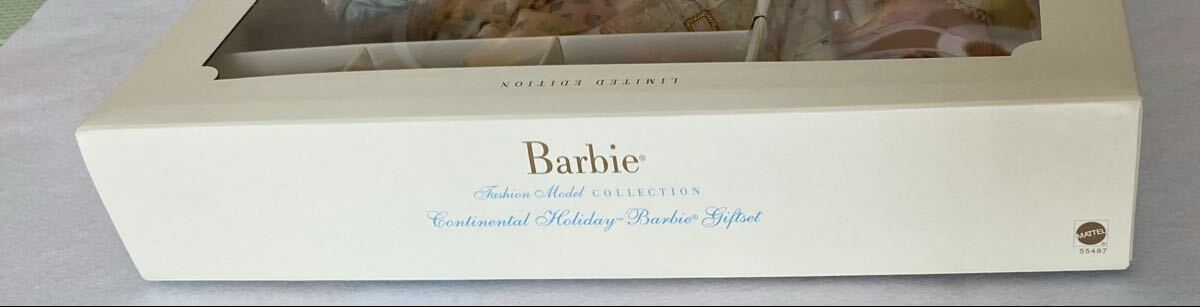 LIMITED EDITION
Barbie®
Fashion Model COLLECTION
Continental Holiday™ Barbie® Giftset
MATTEL
55497